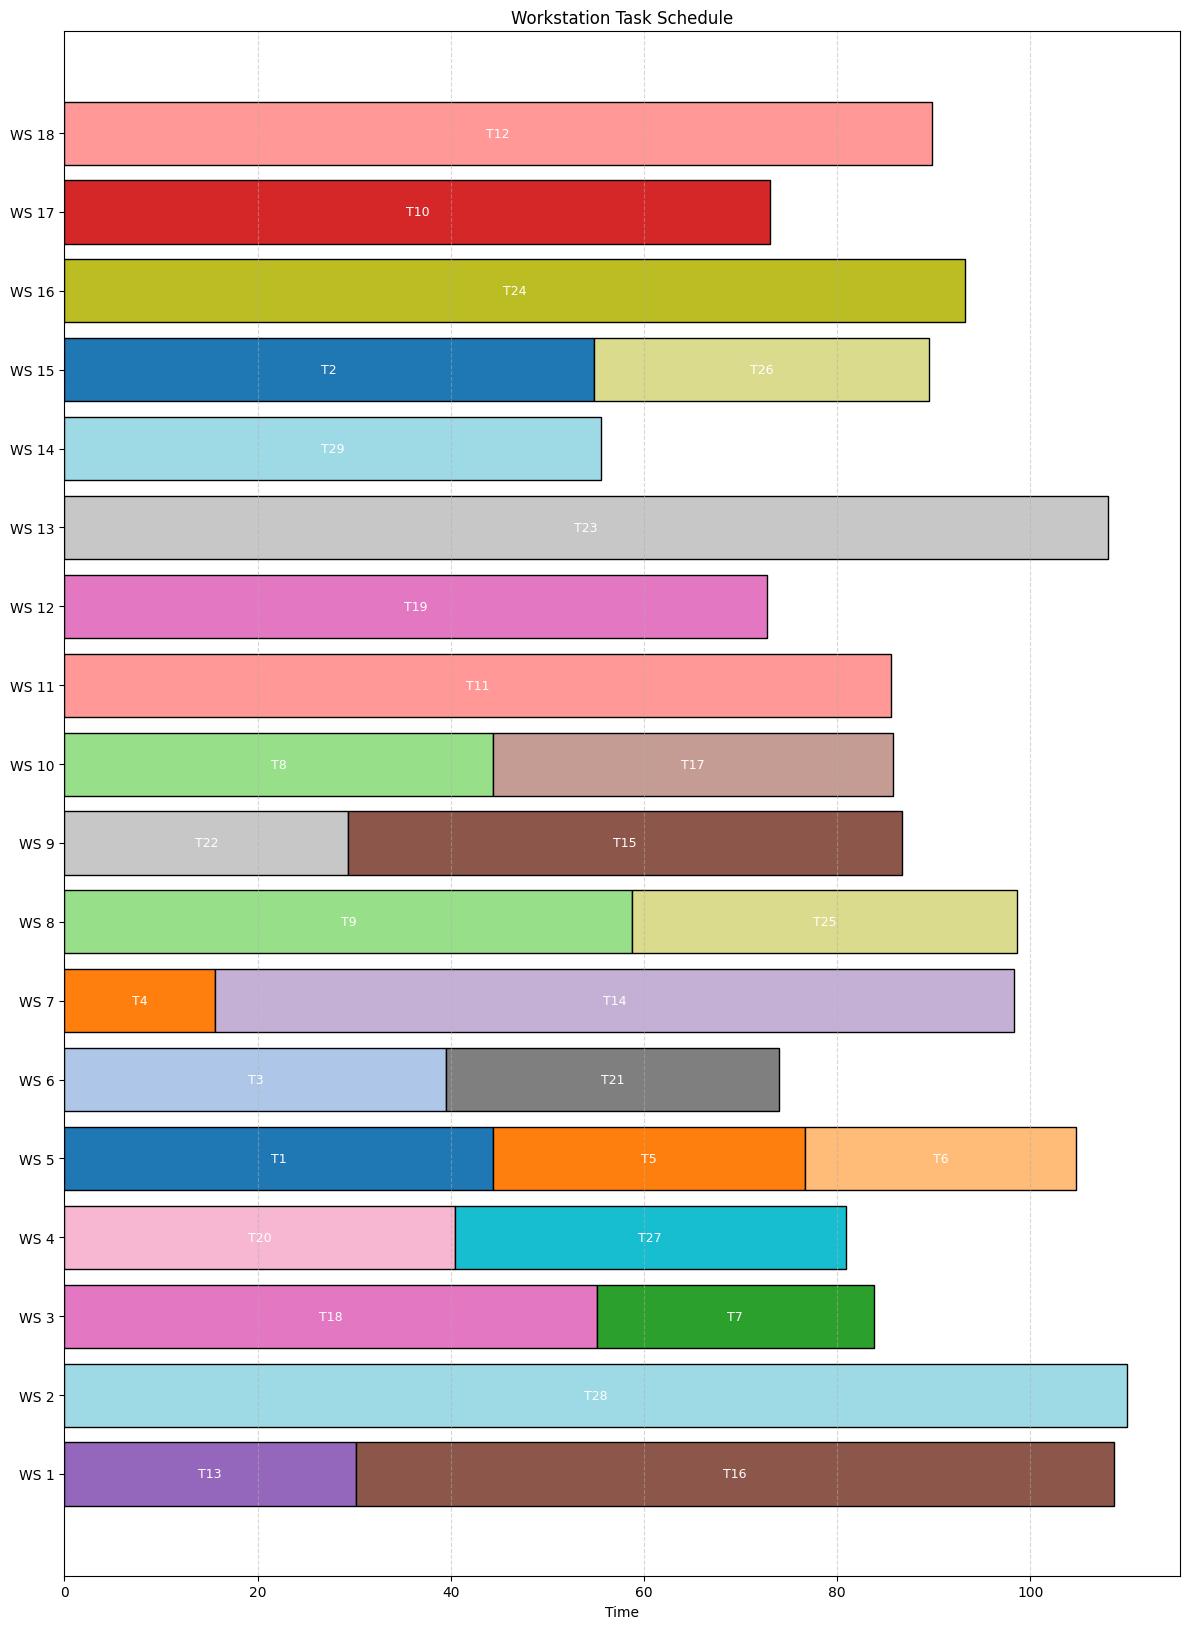 Workstation Task Schedule
WS 18 T12
WS 17 T10
WS 16 T24
WS 15 T2 T26
WS 14 T29
WS 13 T23
WS 12 T19
WS 11 T11
WS 10 T8 T17
WS 9 T22 T15
WS 8 T9 T25
WS 7 T4 T14
WS 6 T3 T21
WS 5 T1 T5 T6
WS 4 T20 T27
WS 3 T18 T7
WS 2 T28
WS 1 T13 T16
0 20 40 60 80 100
Time